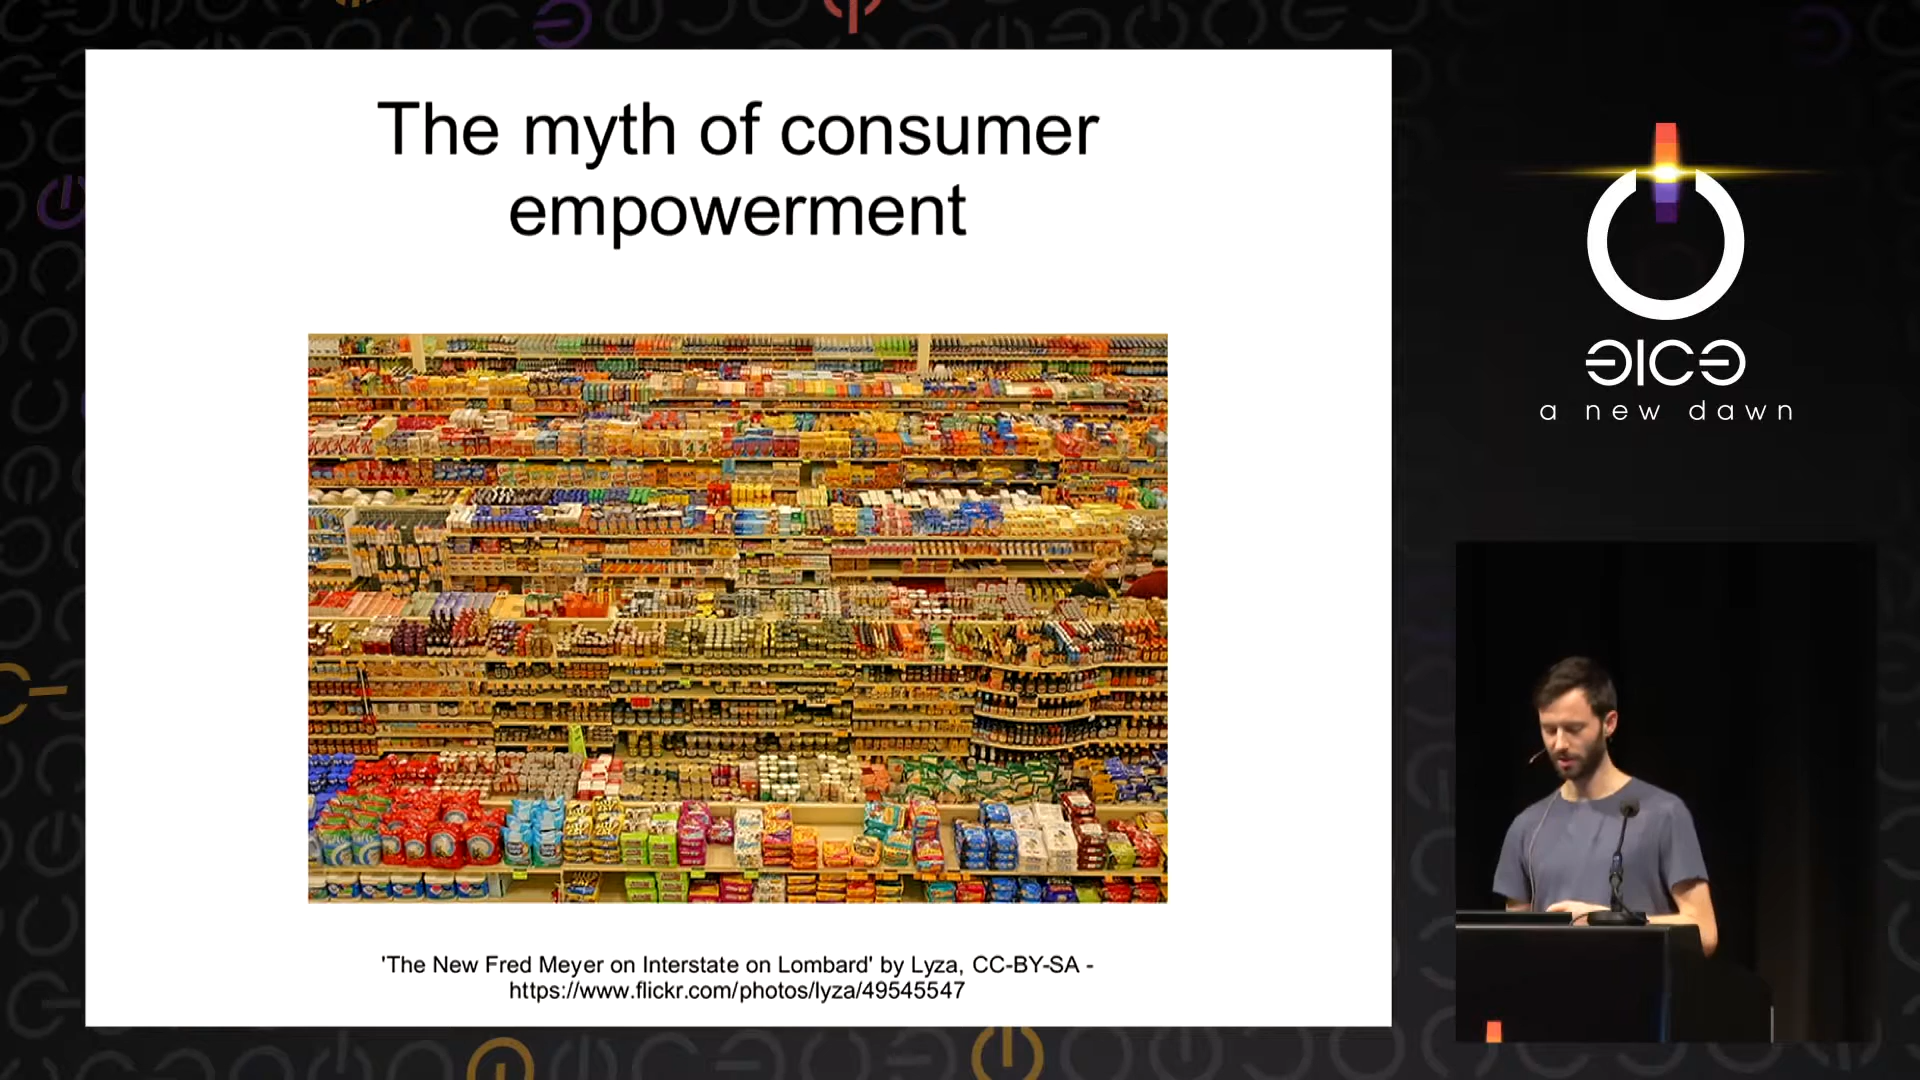 The myth of consumer
empowerment
'The New Fred Meyer on Interstate on Lombard' by Lyza, CC-BY-SA -
https://www.flickr.com/photos/lyza/49545547
a new dawn